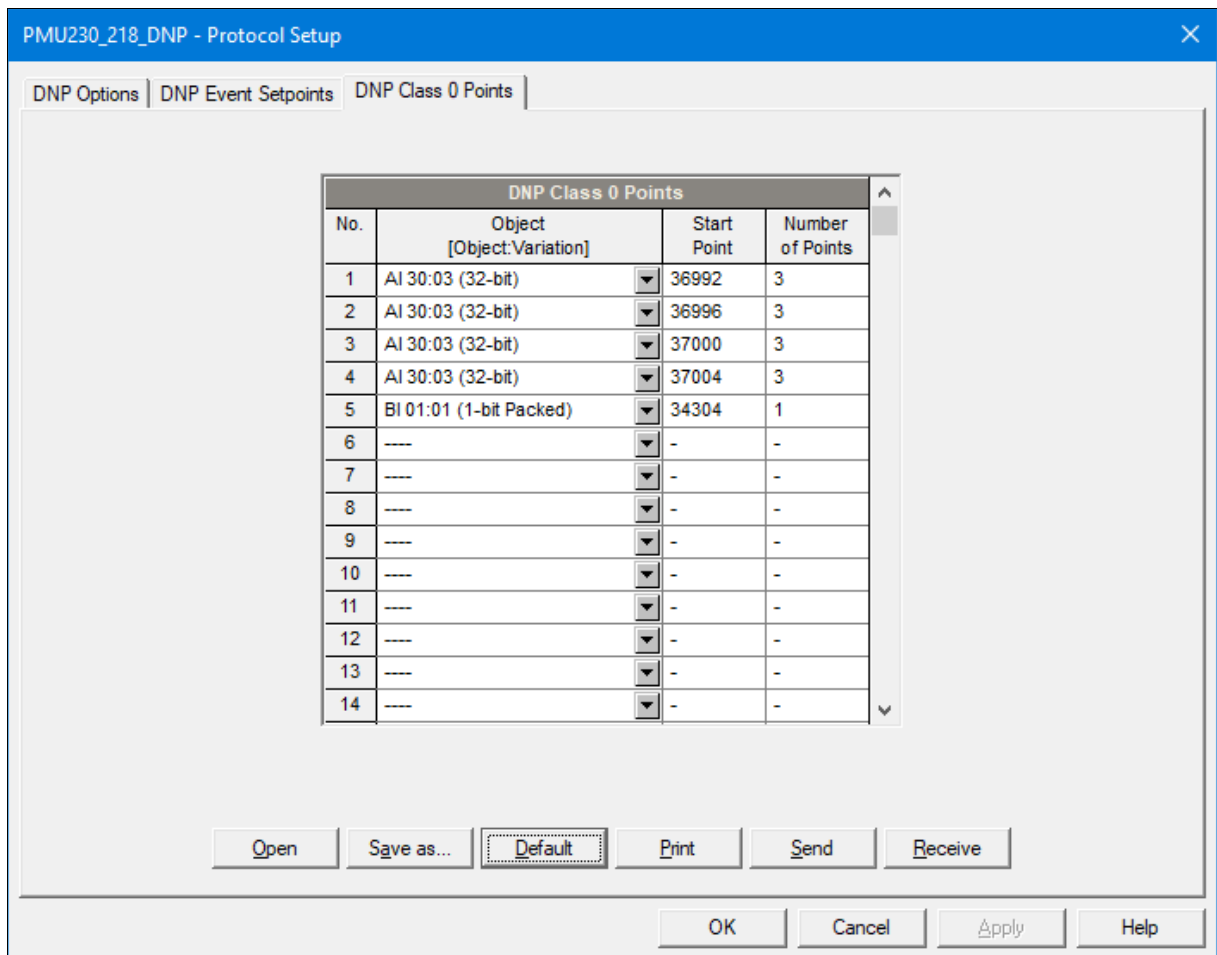 PMU230_218_DNP - Protocol Setup
DNP Options DNP Event Setpoints DNP Class 0 Points
DNP Class 0 Points
No. Object [Object:Variation] Start Point Number of Points
1 AI 30:03 (32-bit) 36992 3
2 AI 30:03 (32-bit) 36996 3
3 AI 30:03 (32-bit) 37000 3
4 AI 30:03 (32-bit) 37004 3
5 BI 01:01 (1-bit Packed) 34304 1
6 ---- - -
7 ---- - -
8 ---- - -
9 ---- - -
10 ---- - -
11 ---- - -
12 ---- - -
13 ---- - -
14 ---- - -
Open Save as... Default Print Send Receive
OK Cancel Apply Help